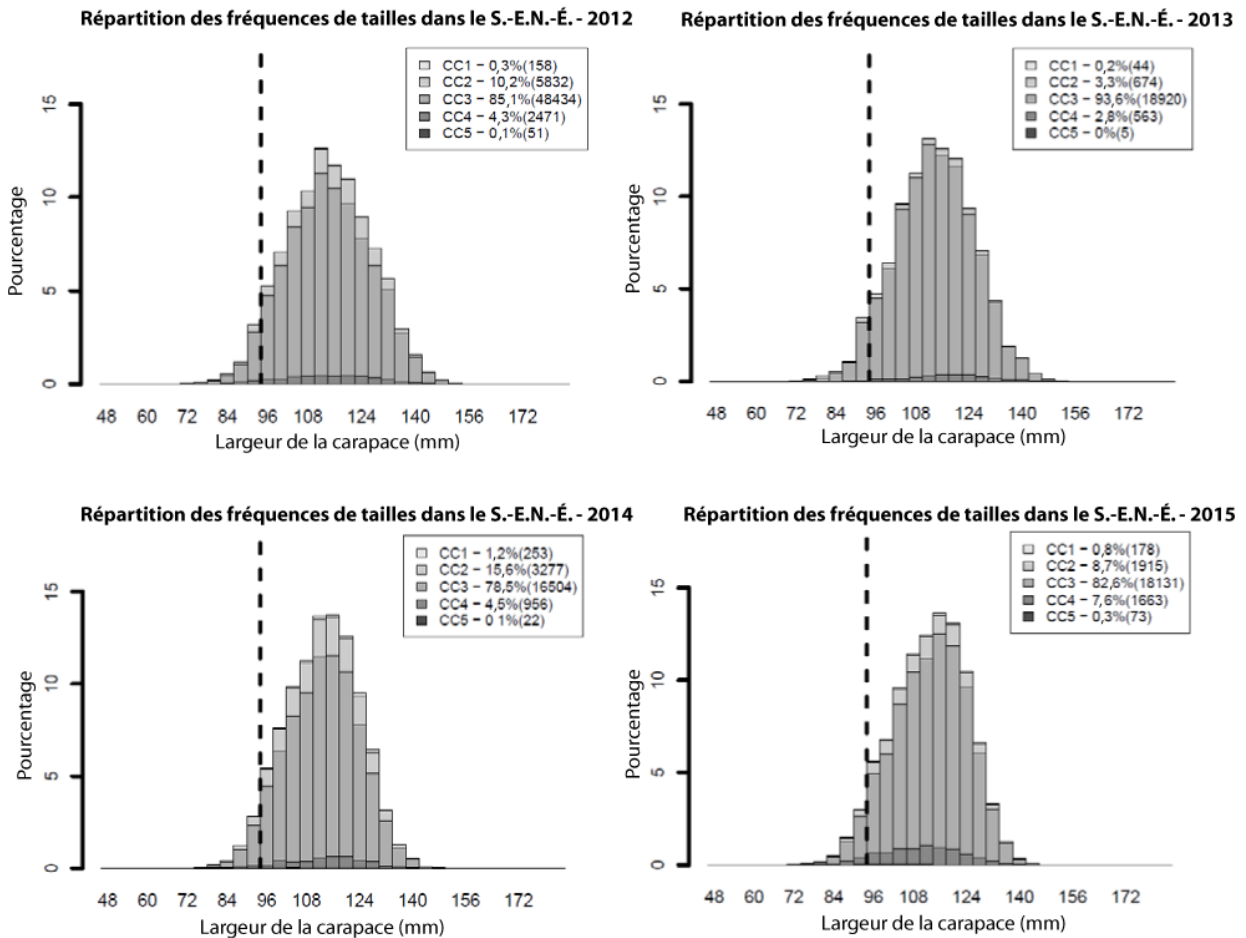 Répartition des fréquences de tailles dans le S.-E.N.-É. - 2012
CC1 – 0,3%(158)
CC2 – 10,2%(5832)
CC3 – 85,1%(48434)
CC4 – 4,3%(2471)
CC5 – 0,1%(51)
Pourcentage
15
10
5
0
48 60 72 84 96 108 124 140 156 172
Largeur de la carapace (mm)
Répartition des fréquences de tailles dans le S.-E.N.-É. - 2013
CC1 – 0,2%(44)
CC2 – 3,3%(674)
CC3 – 93,6%(18920)
CC4 – 2,8%(563)
CC5 – 0%(5)
Pourcentage
15
10
5
0
48 60 72 84 96 108 124 140 156 172
Largeur de la carapace (mm)
Répartition des fréquences de tailles dans le S.-E.N.-É. - 2014
CC1 – 1,2%(253)
CC2 – 15,6%(3277)
CC3 – 78,5%(16504)
CC4 – 4,5%(956)
CC5 – 0 1%(22)
Pourcentage
15
10
5
0
48 60 72 84 96 108 124 140 156 172
Largeur de la carapace (mm)
Répartition des fréquences de tailles dans le S.-E.N.-É. - 2015
CC1 – 0,8%(178)
CC2 – 8,7%(1915)
CC3 – 82,6%(18131)
CC4 – 7,6%(1663)
CC5 – 0,3%(73)
Pourcentage
15
10
5
0
48 60 72 84 96 108 124 140 156 172
Largeur de la carapace (mm)